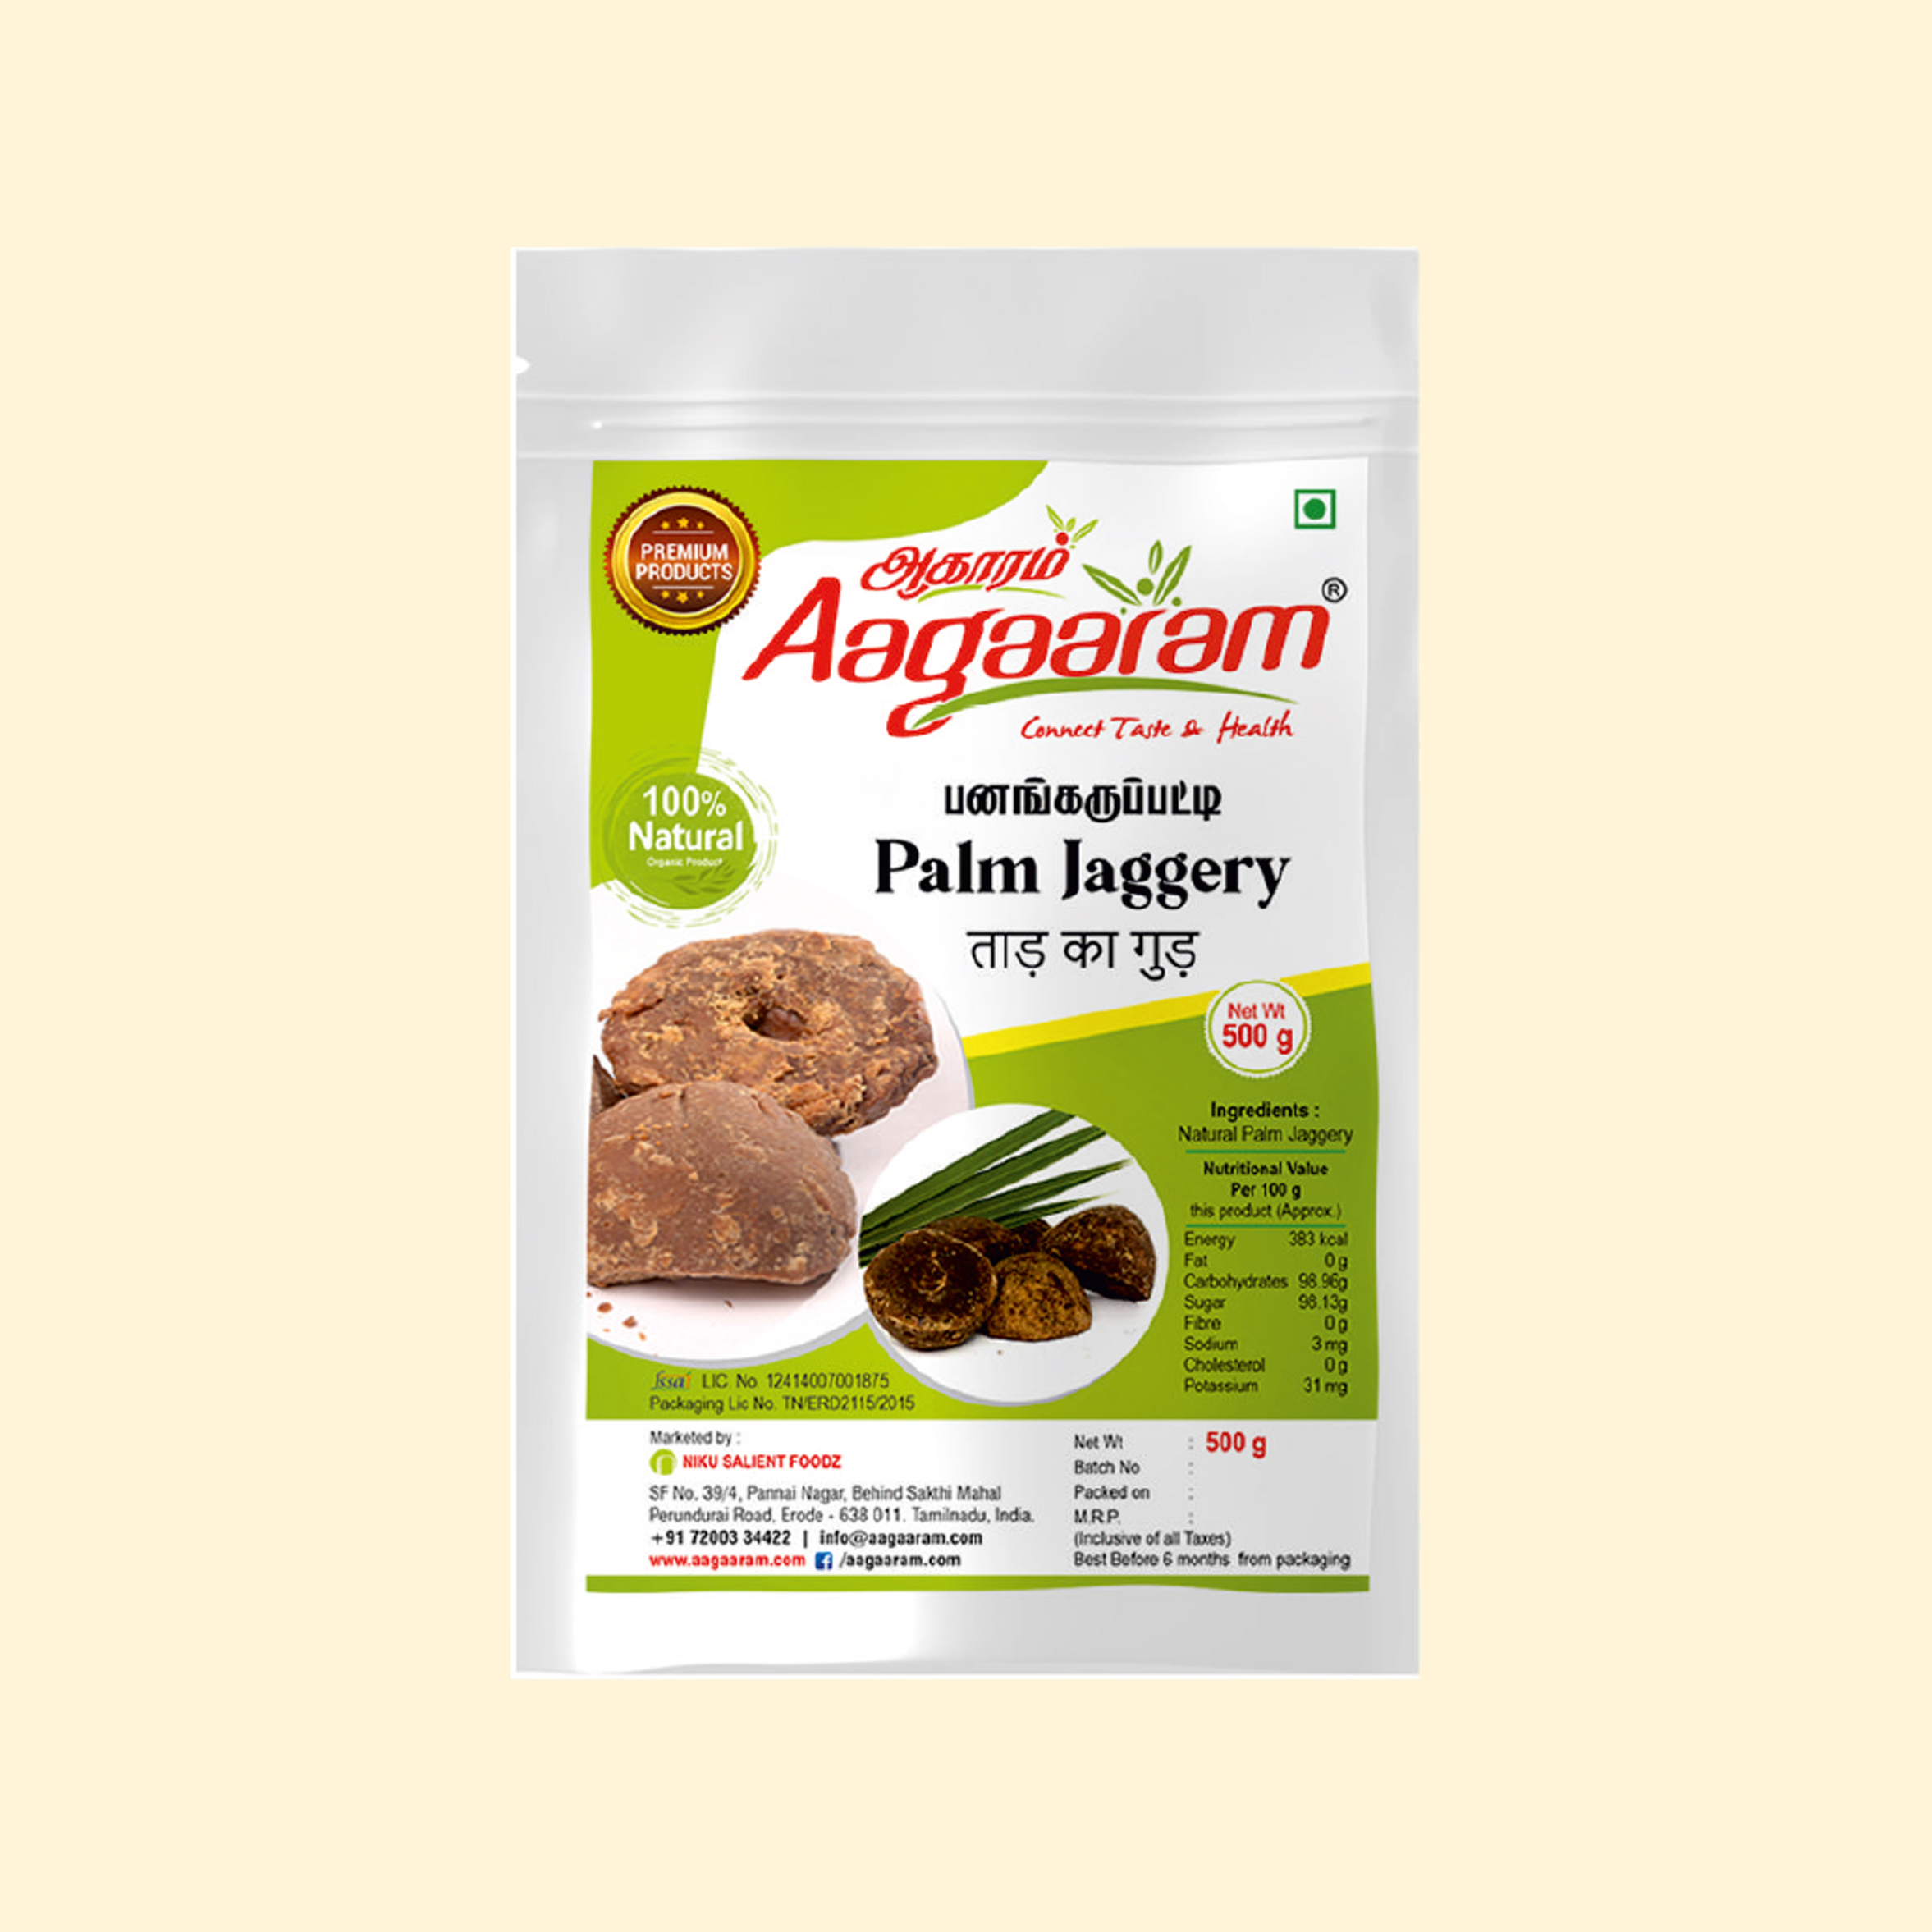 PREMIUM
PRODUCTS
ஆகாரம்
Aagaaram®
Connect Taste & Health
100%
Natural
Organic Product
பனங்கருப்பட்டி
Palm Jaggery
ताड़ का गुड़
Net Wt
500 g
Ingredients :
Natural Palm Jaggery
Nutritional Value
Per 100 g
this product (Approx.)
Energy 383 kcal
Fat 0 g
Carbohydrates 98.96g
Sugar 98.13g
Fibre 0 g
Sodium 3 mg
Cholesterol 0 g
Potassium 31 mg
fssai LIC. No. 12414007001875
Packaging Lic No. TN/ERD2115/2015
Marketed by :
NIKU SALIENT FOODZ
SF No. 39/4, Pannai Nagar, Behind Sakthi Mahal
Perundurai Road, Erode - 638 011. Tamilnadu, India.
+91 72003 34422 | info@aagaaram.com
www.aagaaram.com f /aagaaram.com
Net Wt : 500 g
Batch No :
Packed on :
M.R.P. :
(Inclusive of all Taxes)
Best Before 6 months from packaging